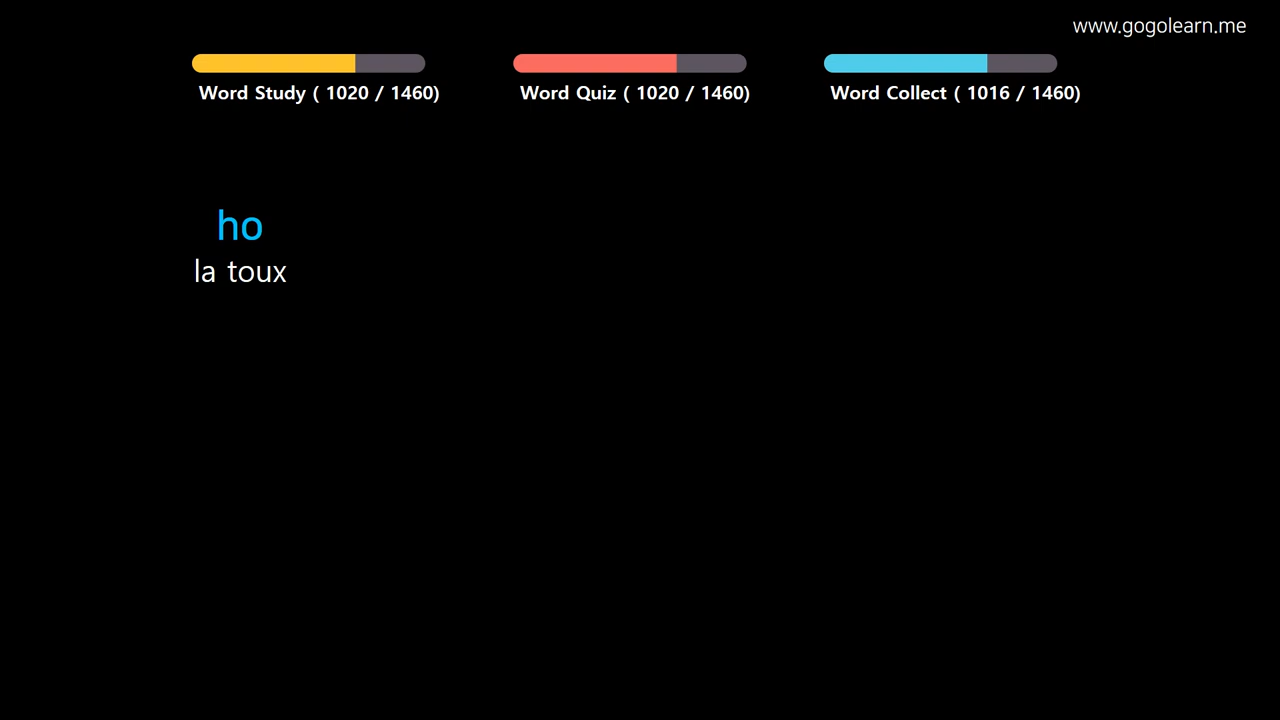 www.gogolearn.me
Word Study ( 1020 / 1460)
Word Quiz ( 1020 / 1460)
Word Collect ( 1016 / 1460)
ho
la toux